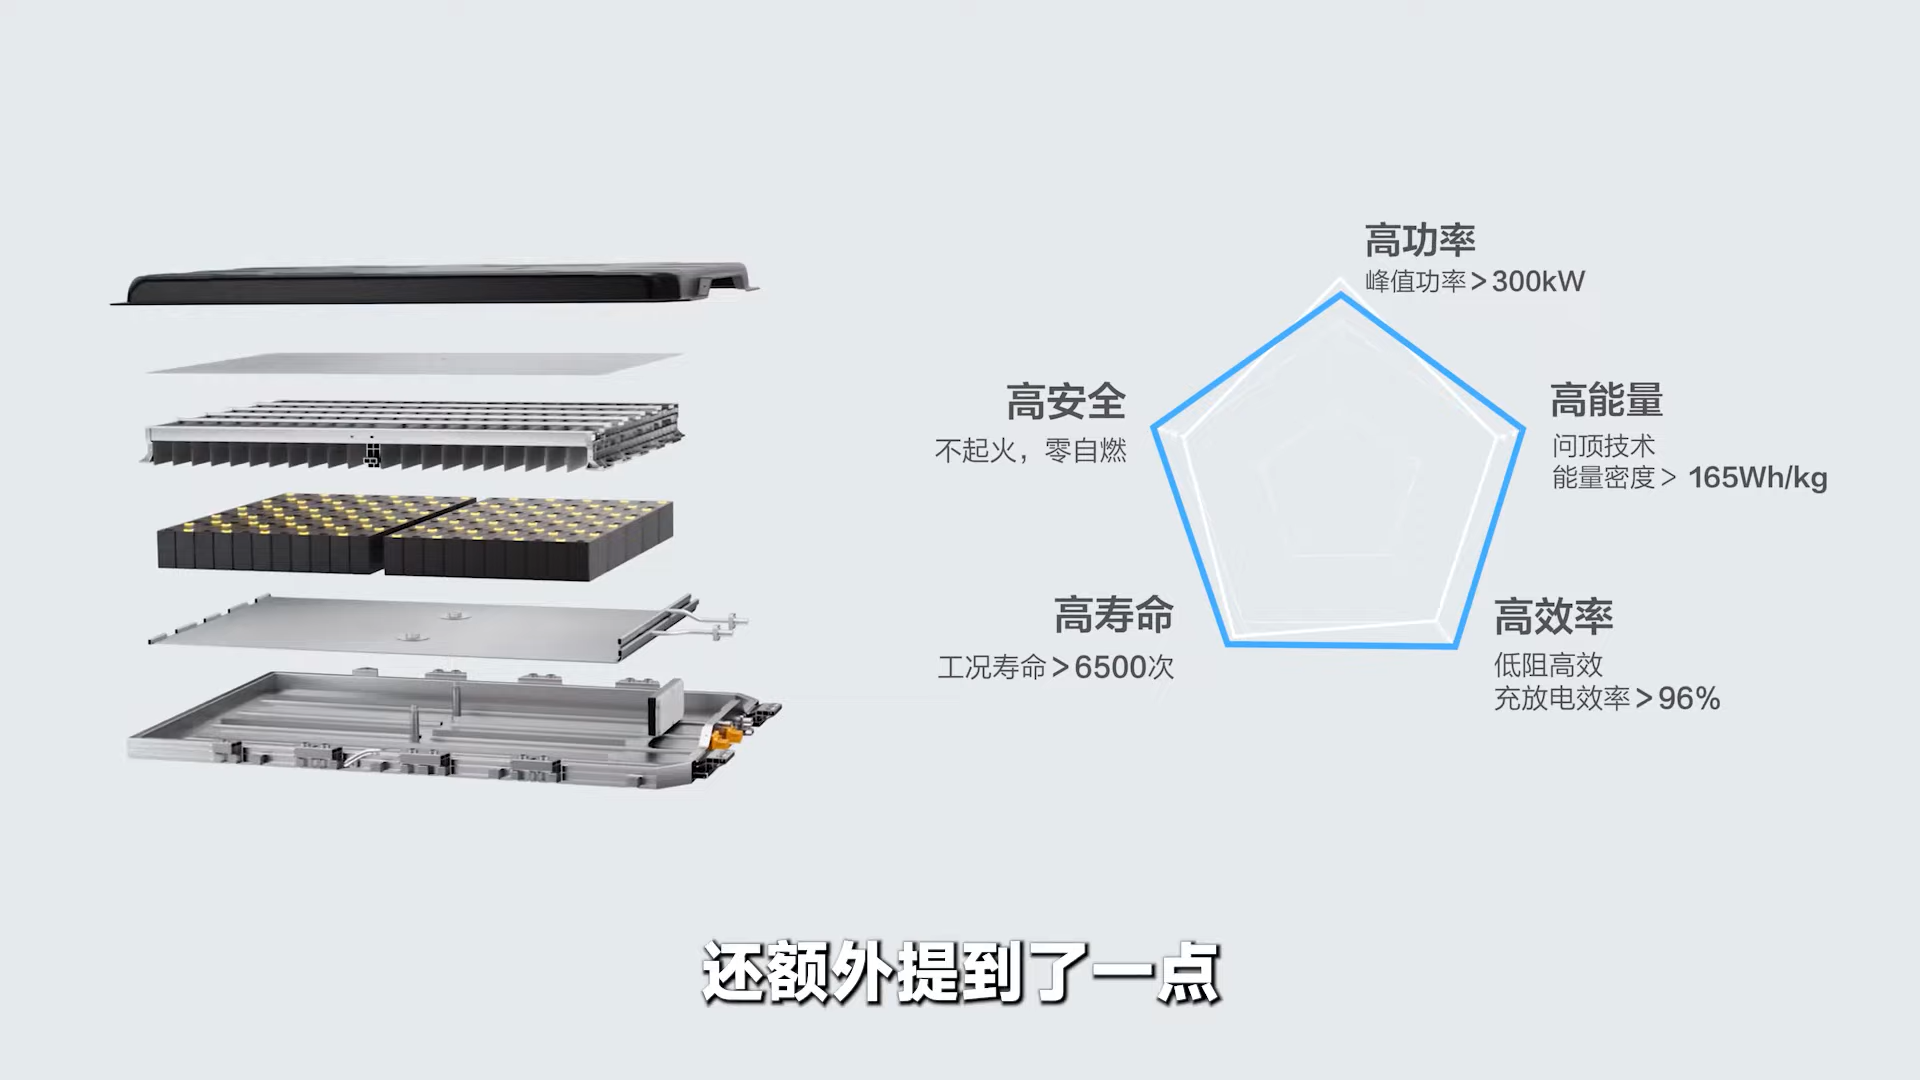 高功率
峰值功率>300kW
高安全
不起火，零自燃
高能量
问顶技术
能量密度> 165Wh/kg
高寿命
工况寿命>6500次
高效率
低阻高效
充放电效率>96%
还额外提到了一点